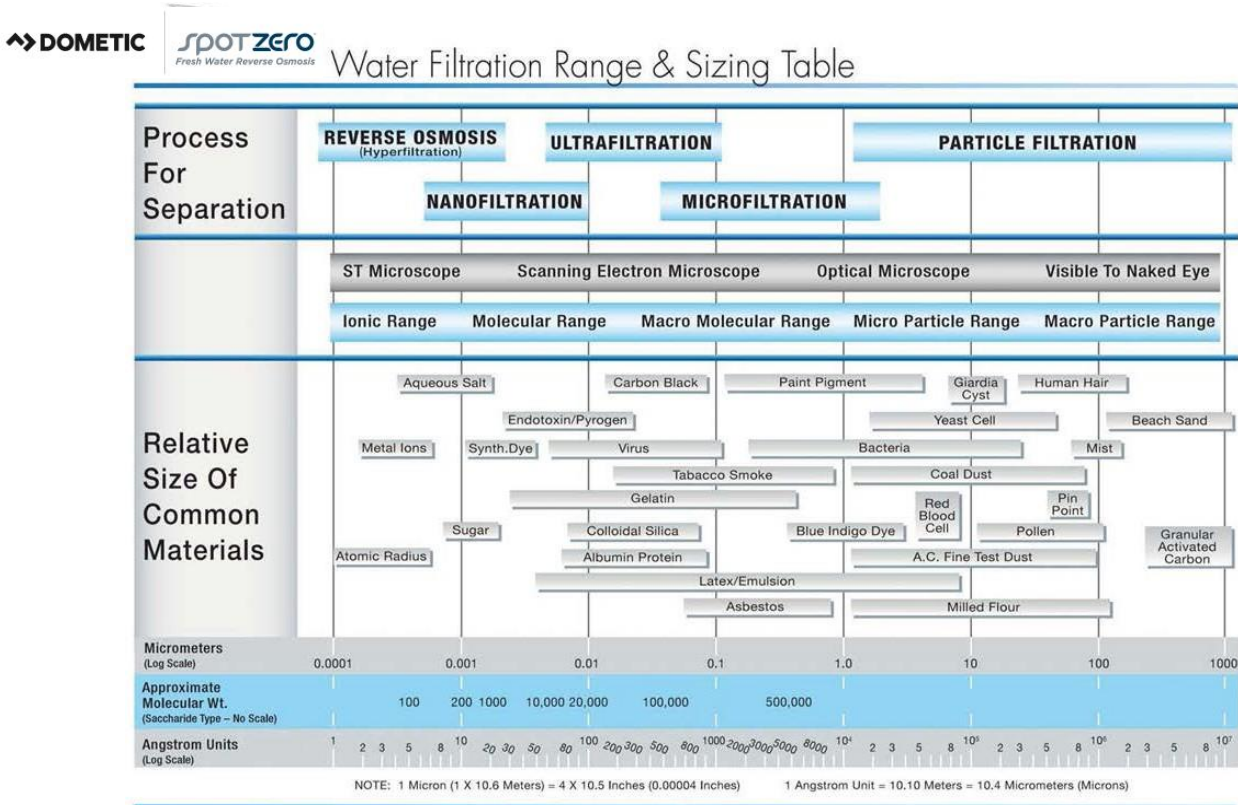 DOMETIC
SPOTZERO
Fresh Water Reverse Osmosis
Water Filtration Range & Sizing Table
Process
For
Separation
REVERSE OSMOSIS
(Hyperfiltration)
ULTRAFILTRATION
PARTICLE FILTRATION
NANOFILTRATION
MICROFILTRATION
ST Microscope
Scanning Electron Microscope
Optical Microscope
Visible To Naked Eye
Ionic Range
Molecular Range
Macro Molecular Range
Micro Particle Range
Macro Particle Range
Relative
Size Of
Common
Materials
Aqueous Salt
Carbon Black
Paint Pigment
Giardia
Cyst
Human Hair
Endotoxin/Pyrogen
Yeast Cell
Beach Sand
Metal Ions
Synth.Dye
Virus
Bacteria
Mist
Tabacco Smoke
Coal Dust
Gelatin
Red
Blood
Cell
Pin
Point
Sugar
Colloidal Silica
Blue Indigo Dye
Pollen
Granular
Activated
Carbon
Atomic Radius
Albumin Protein
A.C. Fine Test Dust
Latex/Emulsion
Asbestos
Milled Flour
Micrometers
(Log Scale)
0.0001 0.001 0.01 0.1 1.0 10 100 1000
Approximate
Molecular Wt.
(Saccharide Type – No Scale)
100 200 1000 10,000 20,000 100,000 500,000
Angstrom Units
(Log Scale)
1 2 3 5 8 10 20 30 50 80 100 200 300 500 800 1000 2000 3000 5000 8000 10⁴ 2 3 5 8 10⁵ 2 3 5 8 10⁶ 2 3 5 8 10⁷
NOTE: 1 Micron (1 X 10.6 Meters) = 4 X 10.5 Inches (0.00004 Inches) 1 Angstrom Unit = 10.10 Meters = 10.4 Micrometers (Microns)